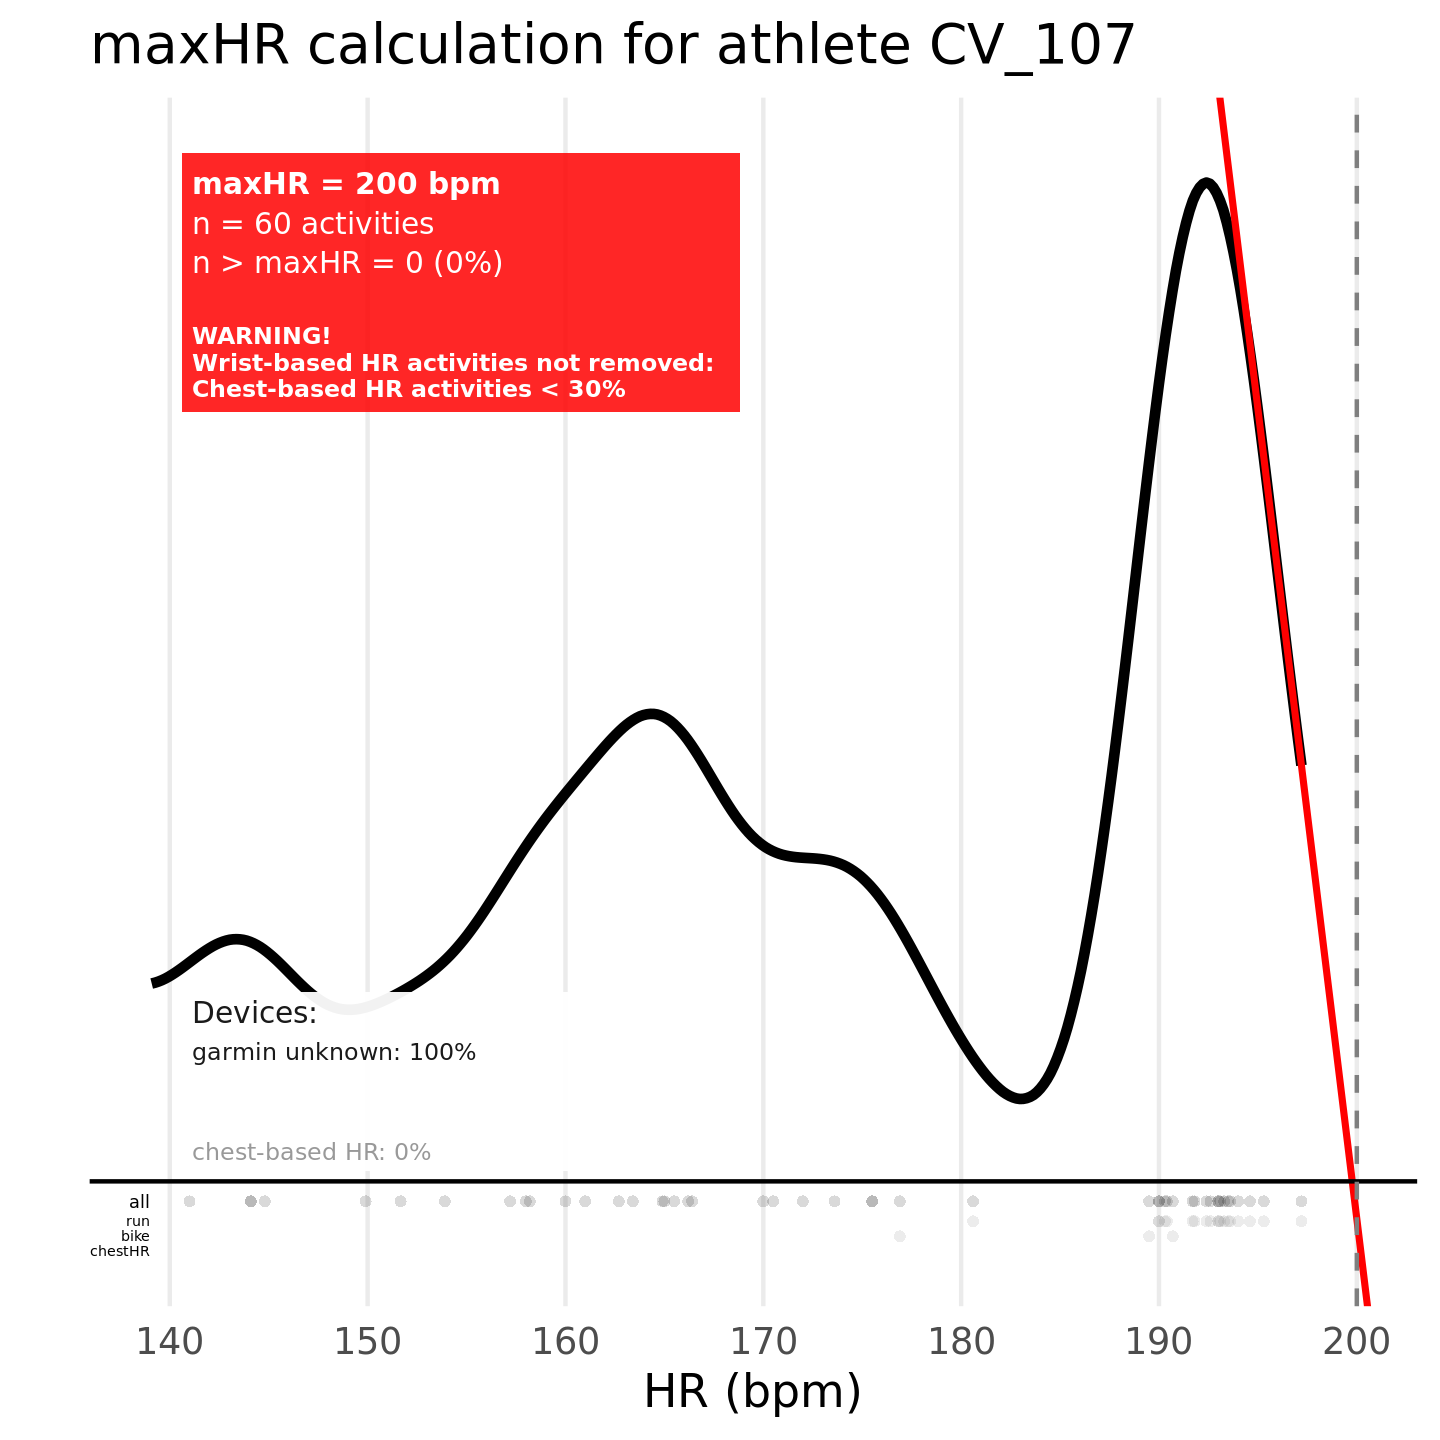 maxHR calculation for athlete CV_107
maxHR = 200 bpm
n = 60 activities
n > maxHR = 0 (0%)
WARNING!
Wrist-based HR activities not removed:
Chest-based HR activities < 30%
Devices:
garmin unknown: 100%
chest-based HR: 0%
all
run
bike
chestHR
140 150 160 170 180 190 200
HR (bpm)